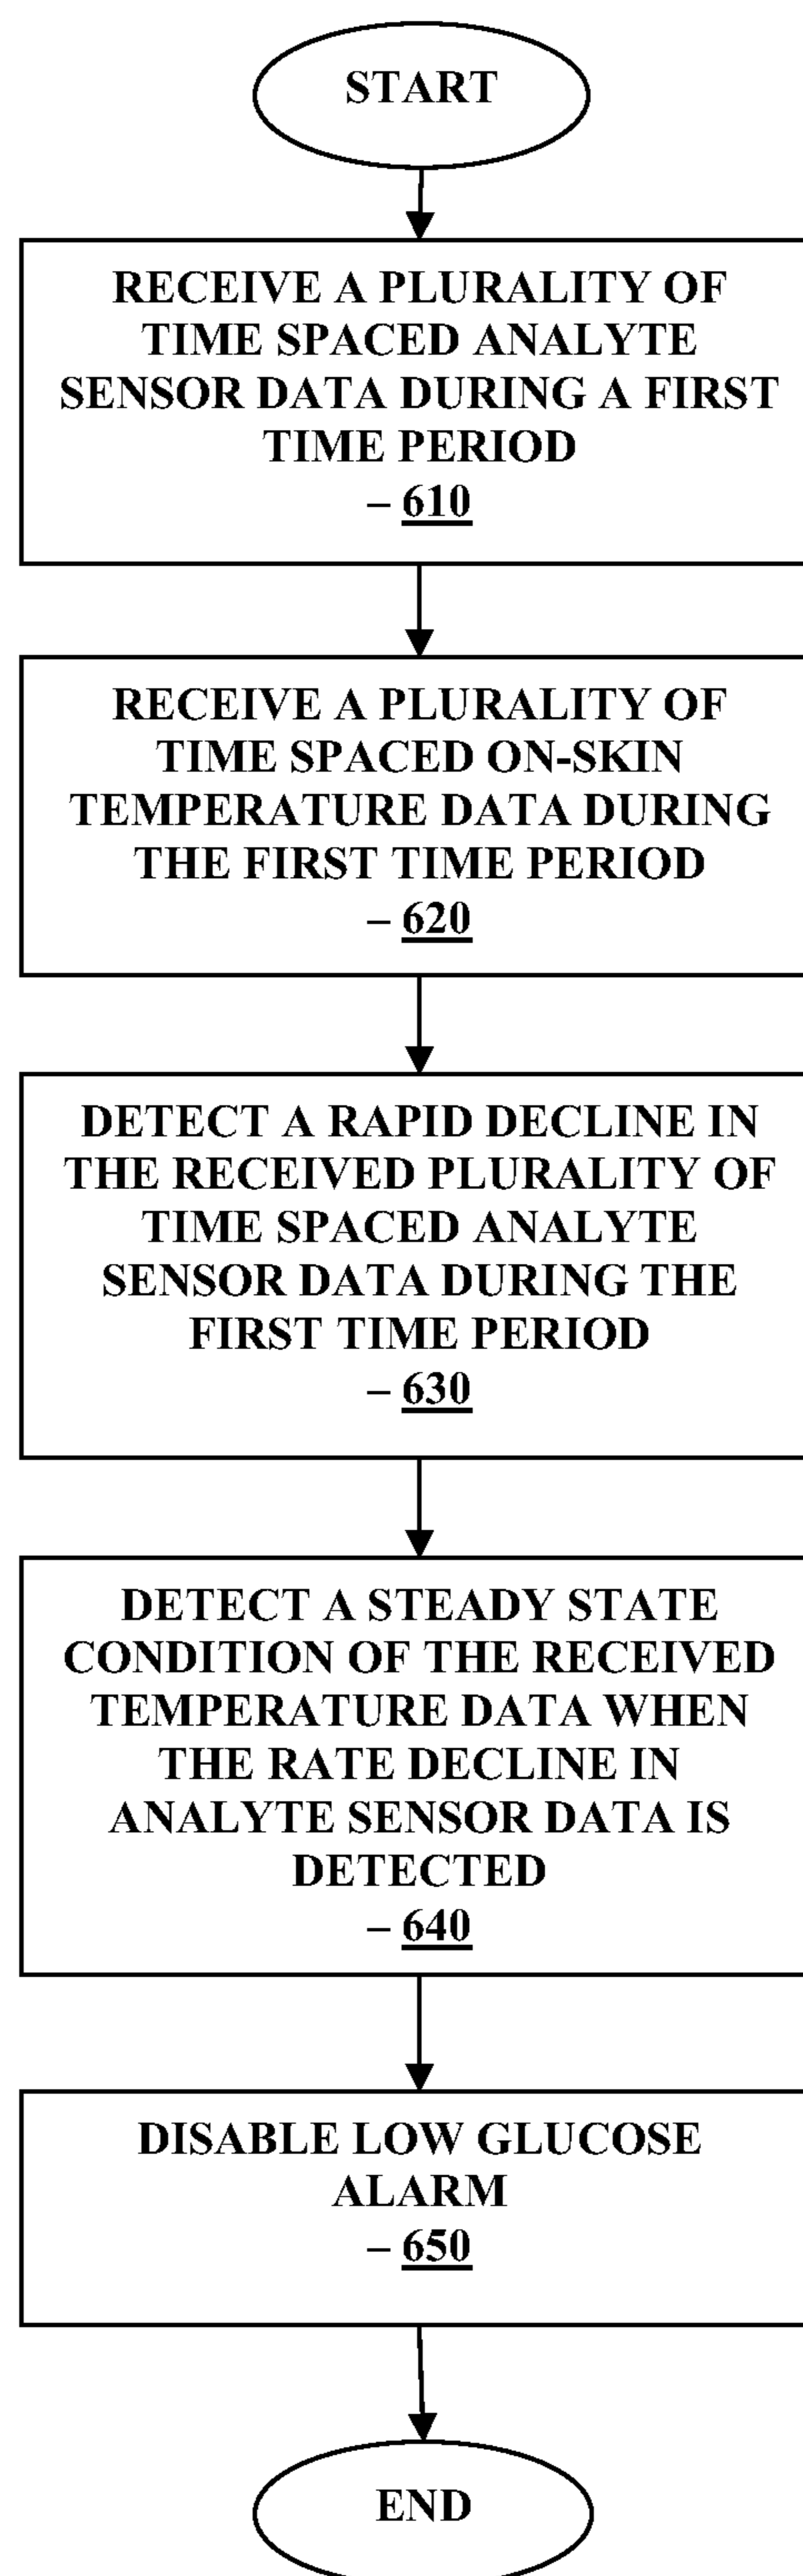 START
RECEIVE A PLURALITY OF
TIME SPACED ANALYTE
SENSOR DATA DURING A FIRST
TIME PERIOD
– 610
RECEIVE A PLURALITY OF
TIME SPACED ON-SKIN
TEMPERATURE DATA DURING
THE FIRST TIME PERIOD
– 620
DETECT A RAPID DECLINE IN
THE RECEIVED PLURALITY OF
TIME SPACED ANALYTE
SENSOR DATA DURING THE
FIRST TIME PERIOD
– 630
DETECT A STEADY STATE
CONDITION OF THE RECEIVED
TEMPERATURE DATA WHEN
THE RATE DECLINE IN
ANALYTE SENSOR DATA IS
DETECTED
– 640
DISABLE LOW GLUCOSE
ALARM
– 650
END